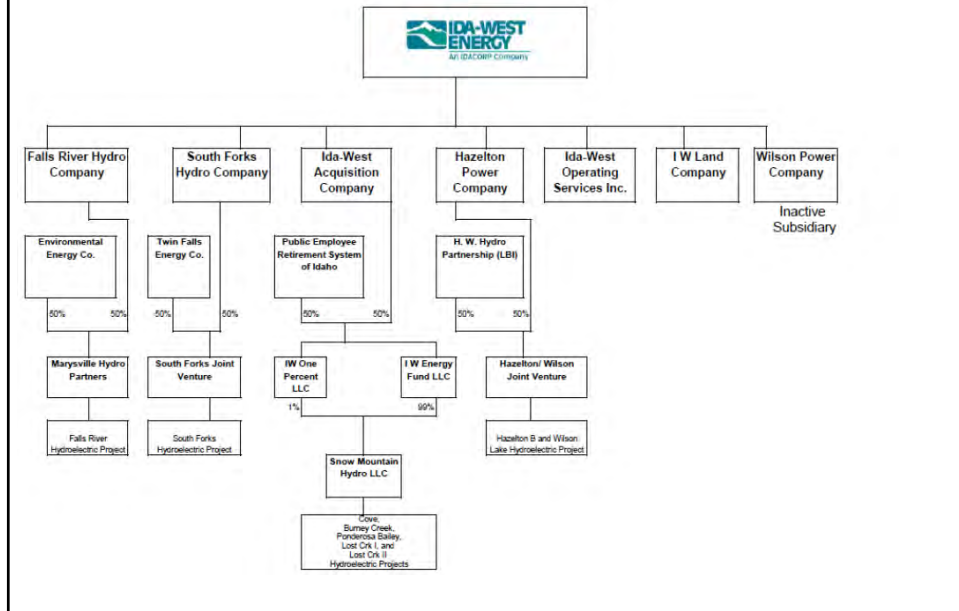 IDA-WEST
ENERGY
An IDACORP Company
Falls River Hydro
Company
South Forks
Hydro Company
Ida-West
Acquisition
Company
Hazelton
Power
Company
Ida-West
Operating
Services Inc.
I W Land
Company
Wilson Power
Company
Inactive
Subsidiary
Environmental
Energy Co.
Twin Falls
Energy Co.
Public Employee
Retirement System
of Idaho
H. W. Hydro
Partnership (LBI)
50%
50%
50%
50%
50%
50%
50%
50%
Marysville Hydro
Partners
South Forks Joint
Venture
IW One
Percent
LLC
I W Energy
Fund LLC
Hazelton/ Wilson
Joint Venture
1%
99%
Falls River
Hydroelectric Project
South Forks
Hydroelectric Project
Hazelton B and Wilson
Lake Hydroelectric Project
Snow Mountain
Hydro LLC
Cove,
Burney Creek,
Ponderosa Bailey,
Lost Crk I, and
Lost Crk II
Hydroelectric Projects